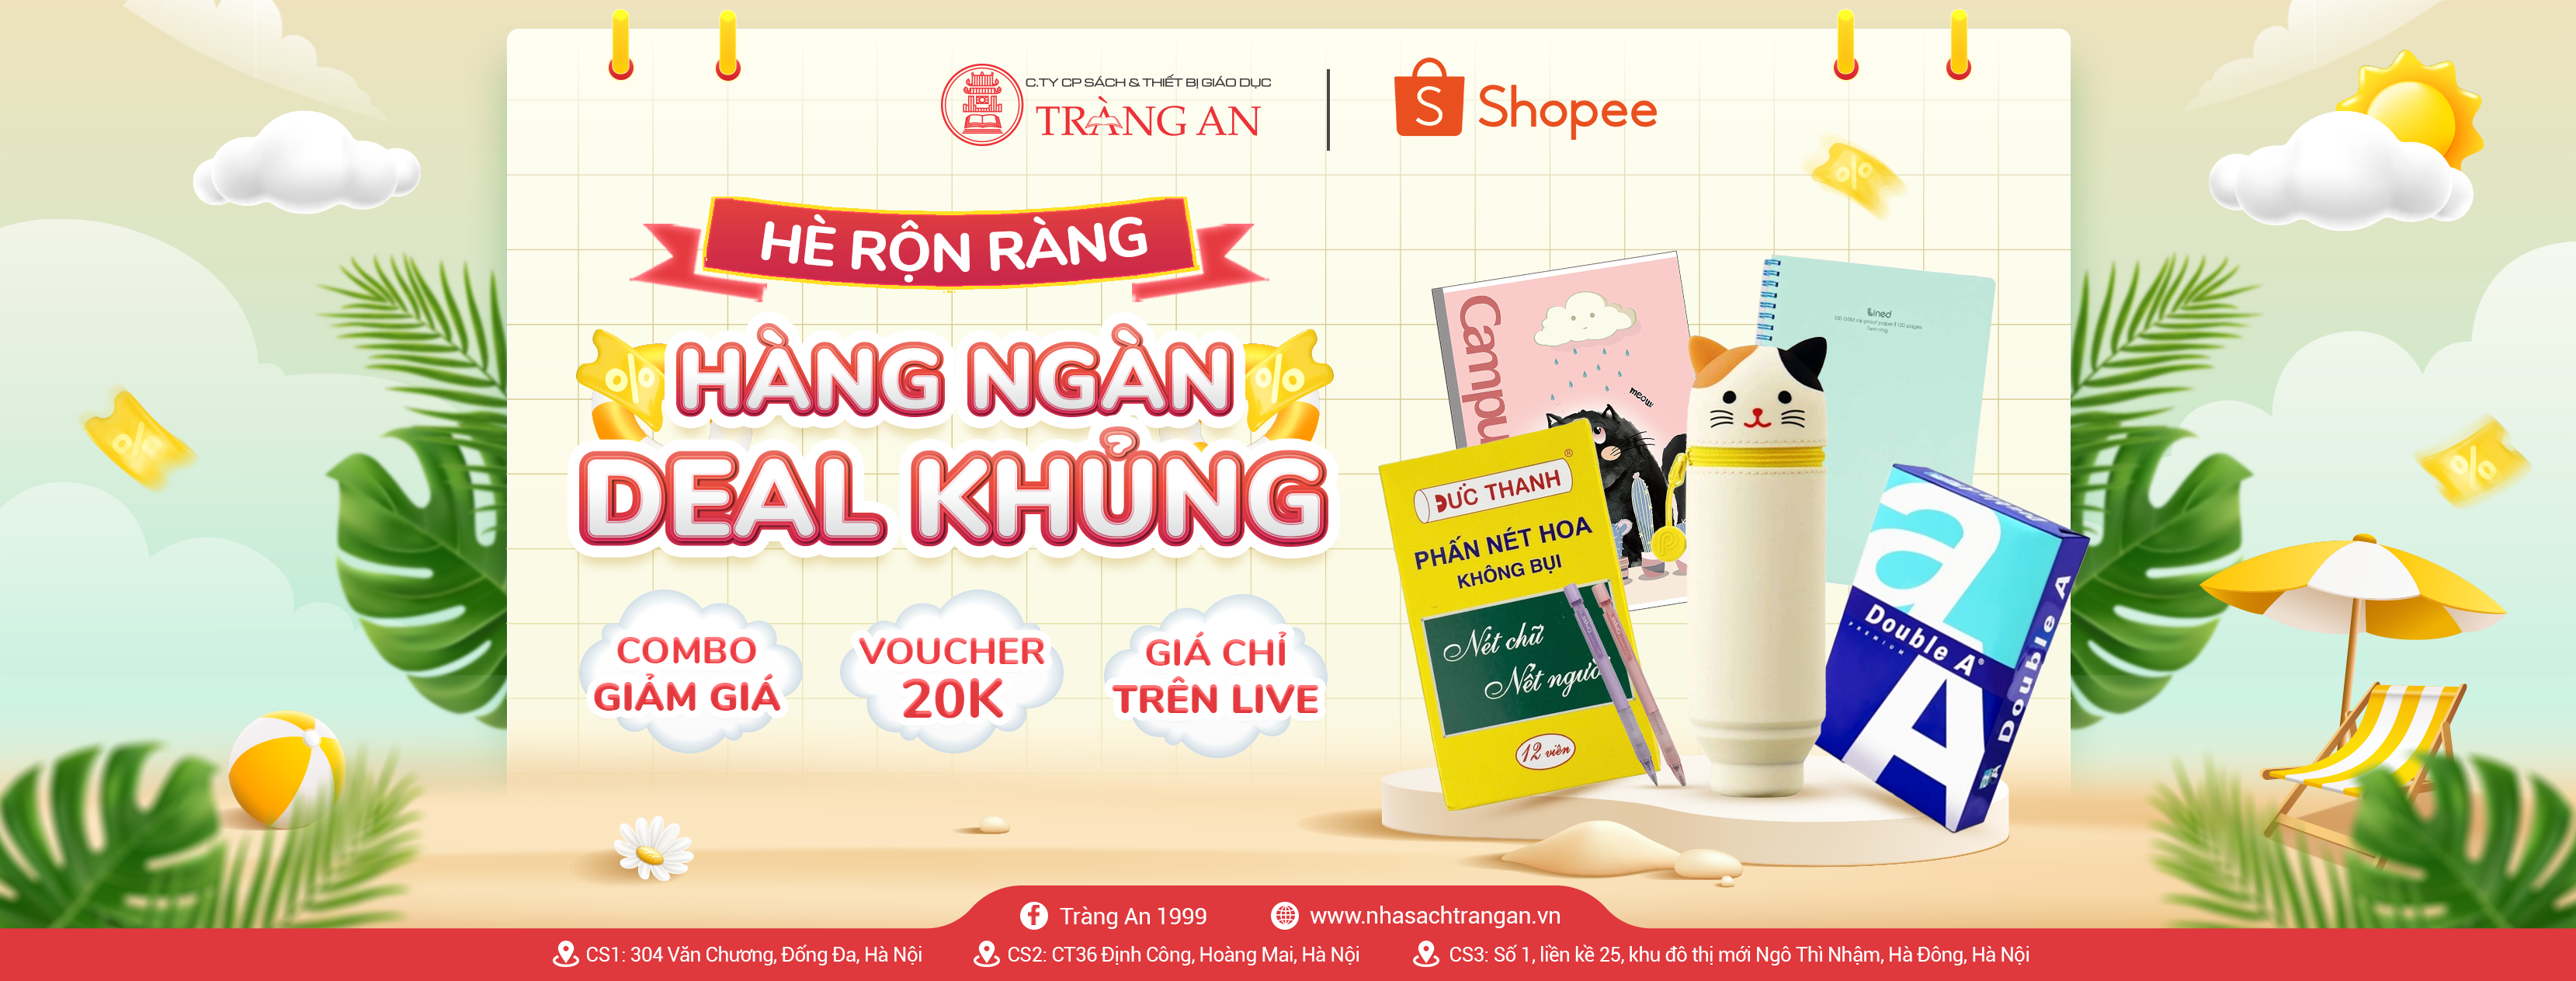 C.TY CP SÁCH & THIẾT BỊ GIÁO DỤC
TRÀNG AN
S Shopee
HÈ RỘN RÀNG
HÀNG NGÀN
DEAL KHỦNG
% %
COMBO
GIẢM GIÁ
VOUCHER
20K
GIÁ CHỈ
TRÊN LIVE
Campu
meow
Lined
ĐỨC THANH
PHẤN NÉT HOA
KHÔNG BỤI
Nét chữ
Nết ngườ
12 viên
Double A
PREMIUM
A
Double A
Tràng An 1999
www.nhasachtrangan.vn
CS1: 304 Văn Chương, Đống Đa, Hà Nội
CS2: CT36 Định Công, Hoàng Mai, Hà Nội
CS3: Số 1, liền kề 25, khu đô thị mới Ngô Thì Nhậm, Hà Đông, Hà Nội